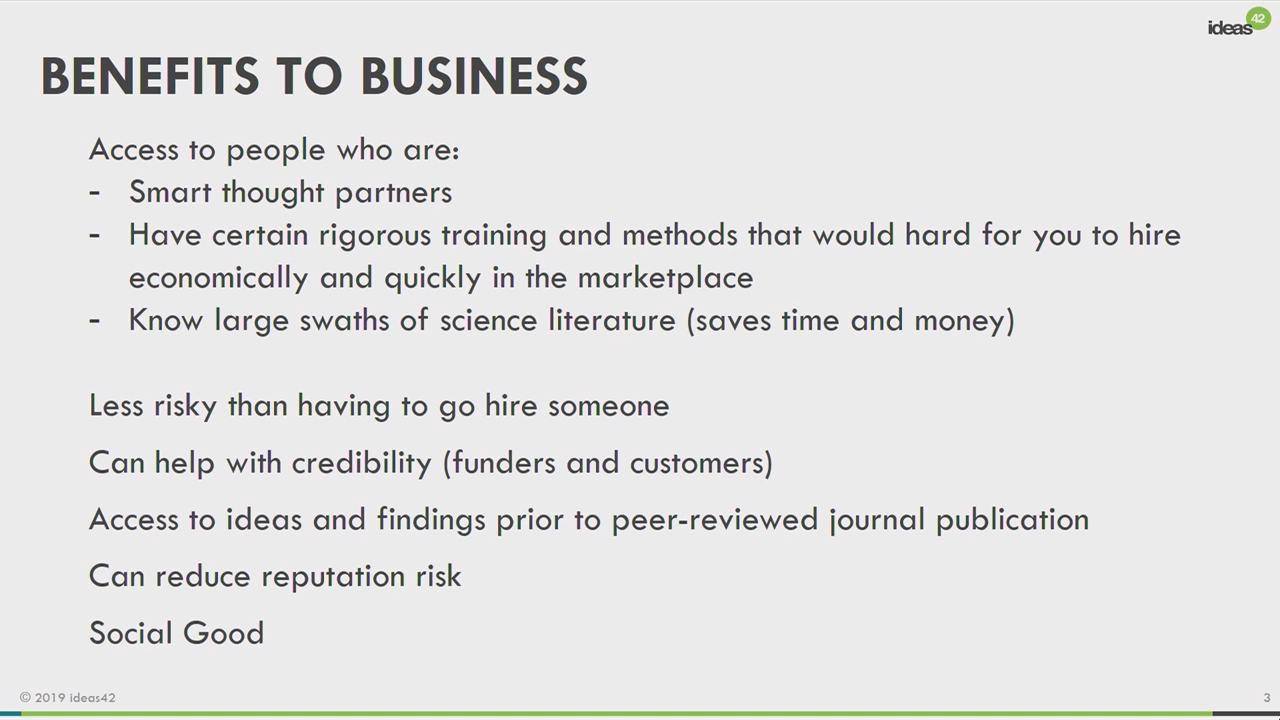 ideas42
BENEFITS TO BUSINESS
Access to people who are:
- Smart thought partners
- Have certain rigorous training and methods that would hard for you to hire
economically and quickly in the marketplace
- Know large swaths of science literature (saves time and money)
Less risky than having to go hire someone
Can help with credibility (funders and customers)
Access to ideas and findings prior to peer-reviewed journal publication
Can reduce reputation risk
Social Good
© 2019 ideas42
3